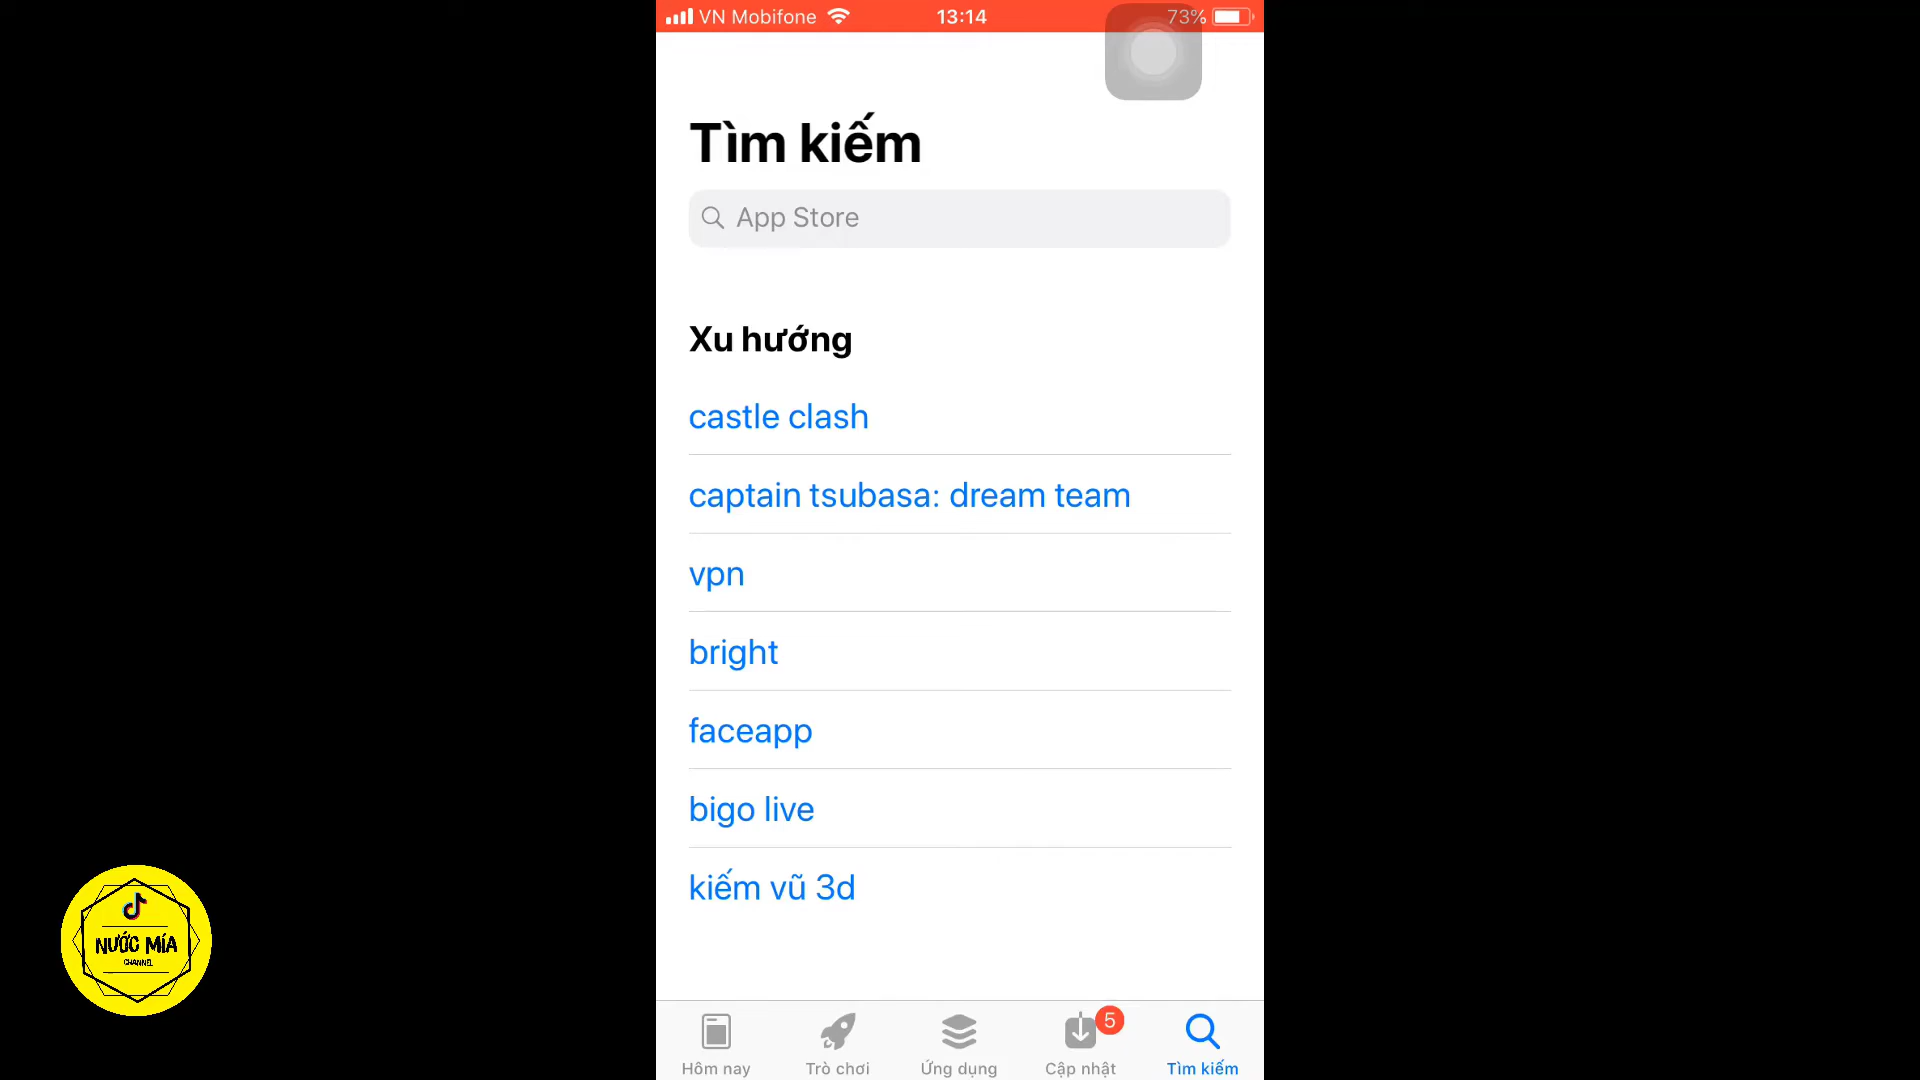 VN Mobifone 13:14 73%
Tìm kiếm
App Store
Xu hướng
castle clash
captain tsubasa: dream team
vpn
bright
faceapp
bigo live
kiếm vũ 3d
NƯỚC MÍA
CHANNEL
5
Hôm nay Trò chơi Ứng dụng Cập nhật Tìm kiếm